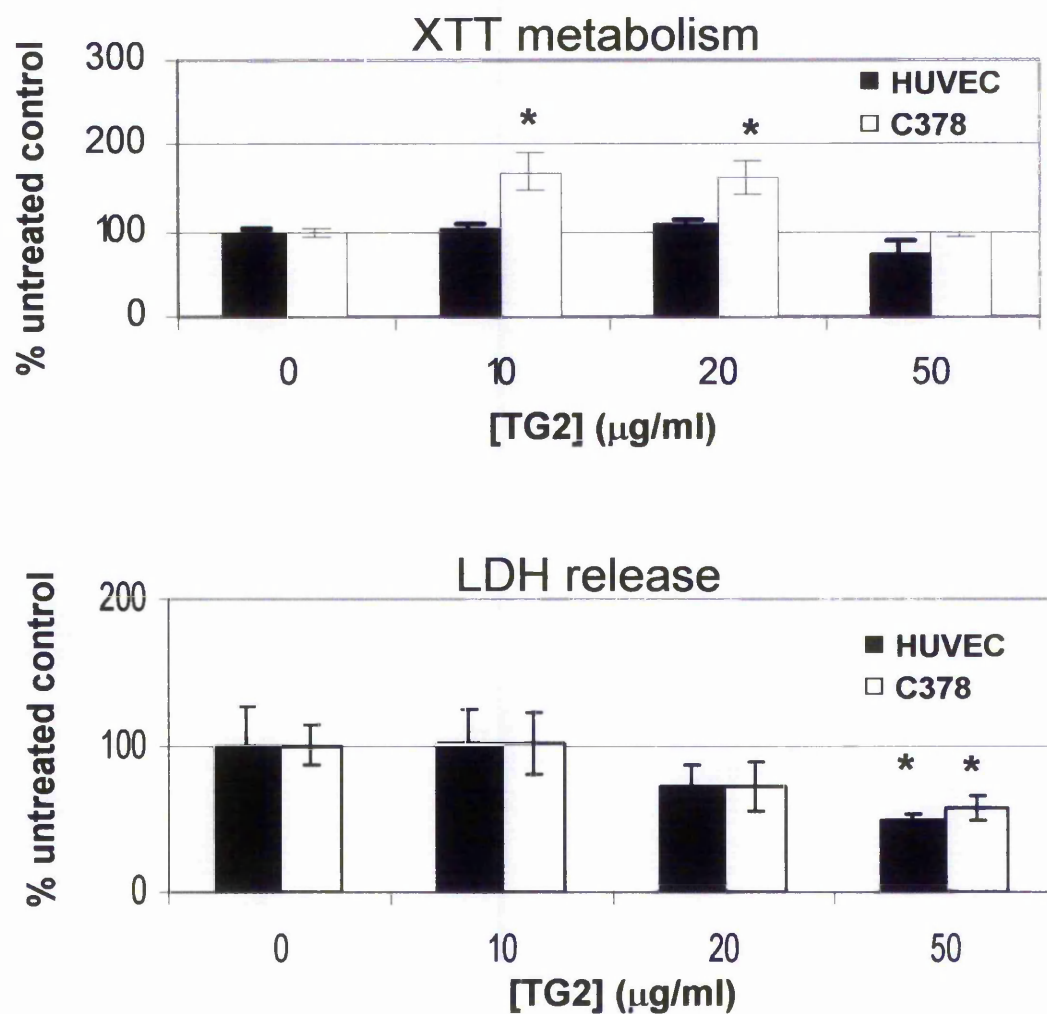 XTT metabolism
% untreated control
300
200
100
0
HUVEC
C378
*
*
0
10
20
50
[TG2] (μg/ml)
LDH release
% untreated control
200
100
0
HUVEC
C378
*
*
0
10
20
50
[TG2] (μg/ml)